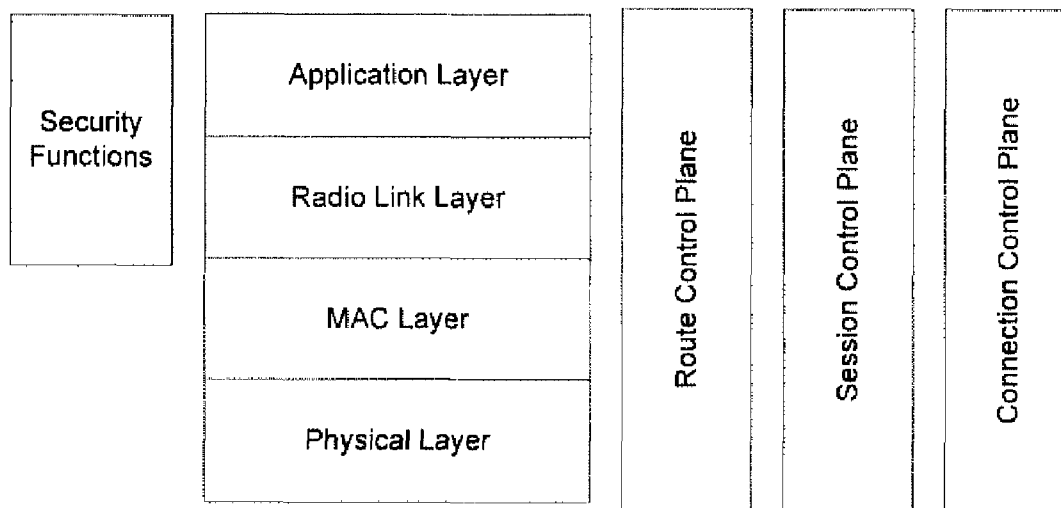 Security
Functions
Application Layer
Radio Link Layer
MAC Layer
Physical Layer
Route Control Plane
Session Control Plane
Connection Control Plane